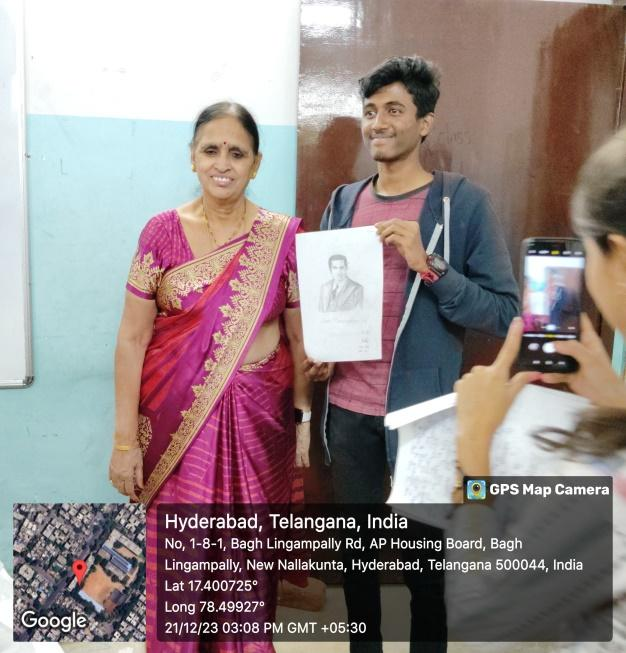 GPS Map Camera
Hyderabad, Telangana, India
No, 1-8-1, Bagh Lingampally Rd, AP Housing Board, Bagh
Lingampally, New Nallakunta, Hyderabad, Telangana 500044, India
Lat 17.400725°
Long 78.49927°
21/12/23 03:08 PM GMT +05:30
Google